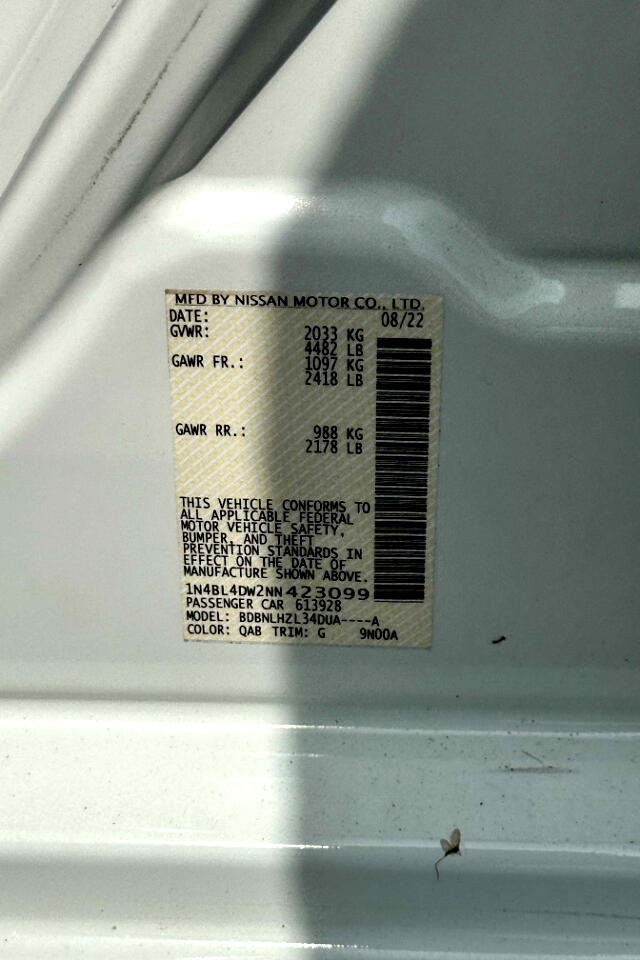 MFD BY NISSAN MOTOR CO., LTD.
DATE: 08/22
GVWR: 2033 KG
4482 LB
GAWR FR.: 1097 KG
2418 LB
GAWR RR.: 988 KG
2178 LB
THIS VEHICLE CONFORMS TO
ALL APPLICABLE FEDERAL
MOTOR VEHICLE SAFETY,
BUMPER, AND THEFT
PREVENTION STANDARDS IN
EFFECT ON THE DATE OF
MANUFACTURE SHOWN ABOVE.
1N4BL4DW2NN423099
PASSENGER CAR 613928
MODEL: BDBNLHZL34DUA----A
COLOR: QAB TRIM: G 9N00A